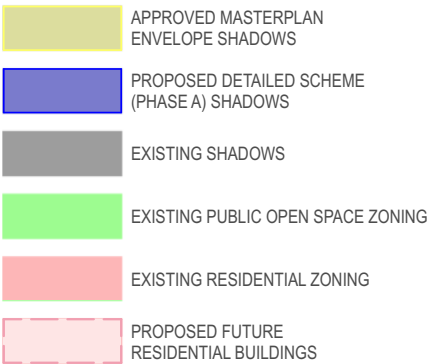 APPROVED MASTERPLAN
ENVELOPE SHADOWS
PROPOSED DETAILED SCHEME
(PHASE A) SHADOWS
EXISTING SHADOWS
EXISTING PUBLIC OPEN SPACE ZONING
EXISTING RESIDENTIAL ZONING
PROPOSED FUTURE
RESIDENTIAL BUILDINGS